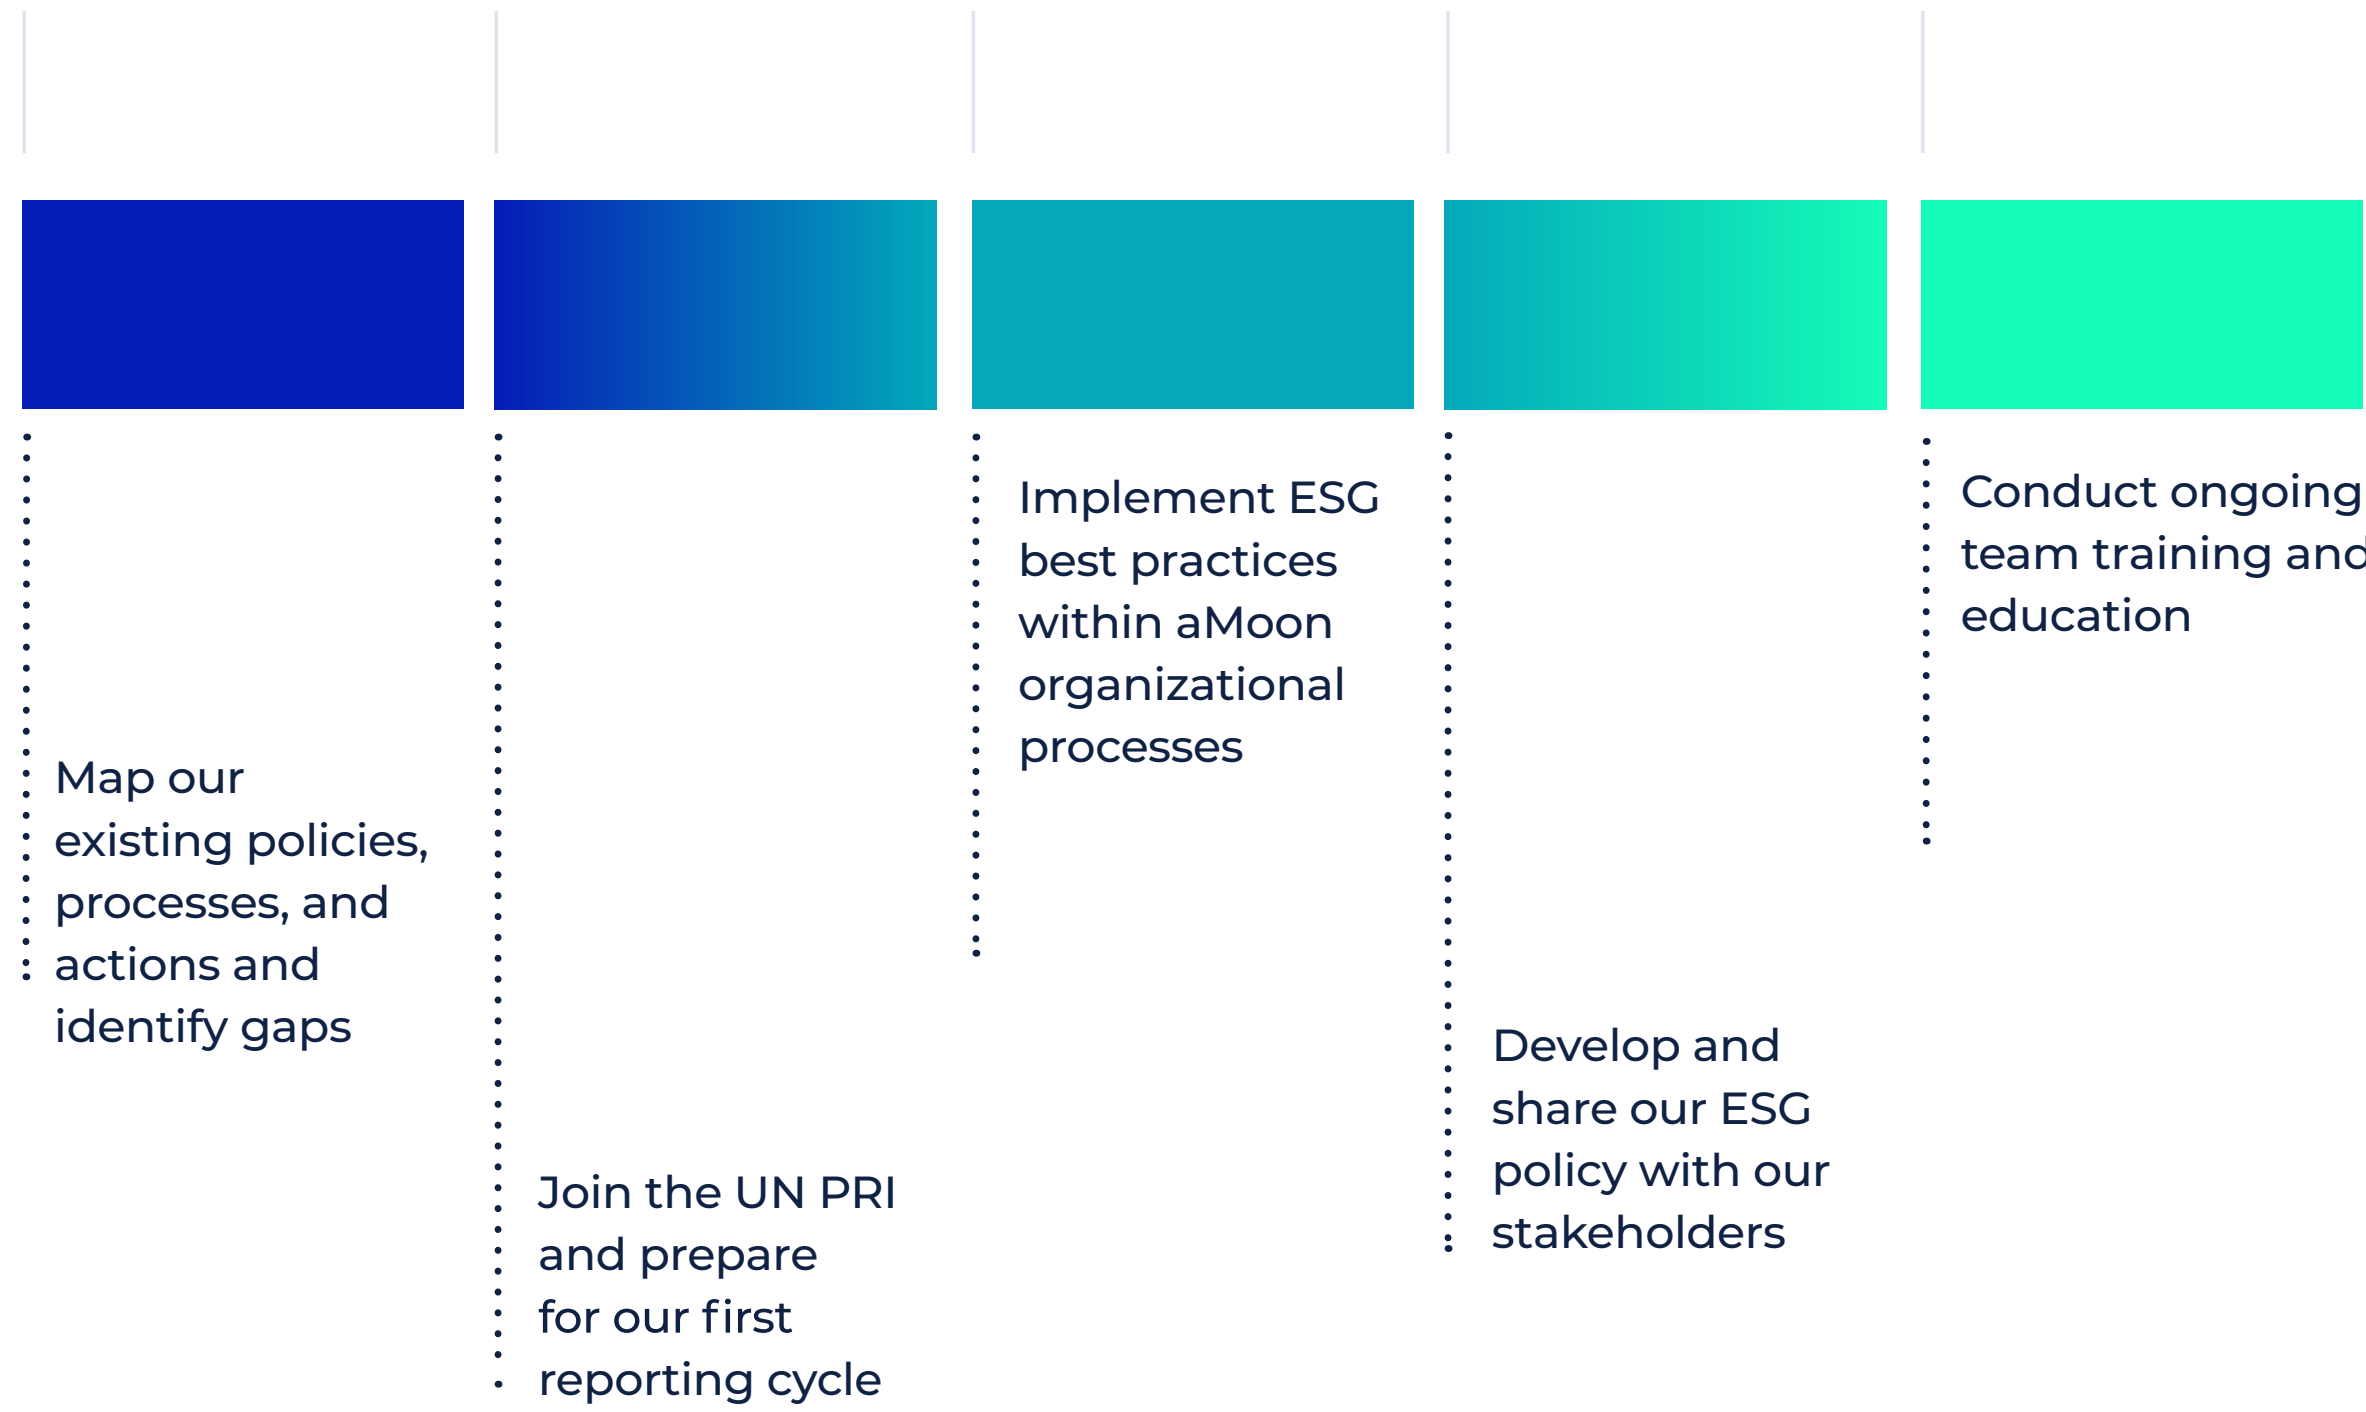 Map our
existing policies,
processes, and
actions and
identify gaps
Join the UN PRI
and prepare
for our first
reporting cycle
Implement ESG
best practices
within aMoon
organizational
processes
Develop and
share our ESG
policy with our
stakeholders
Conduct ongoing
team training and
education